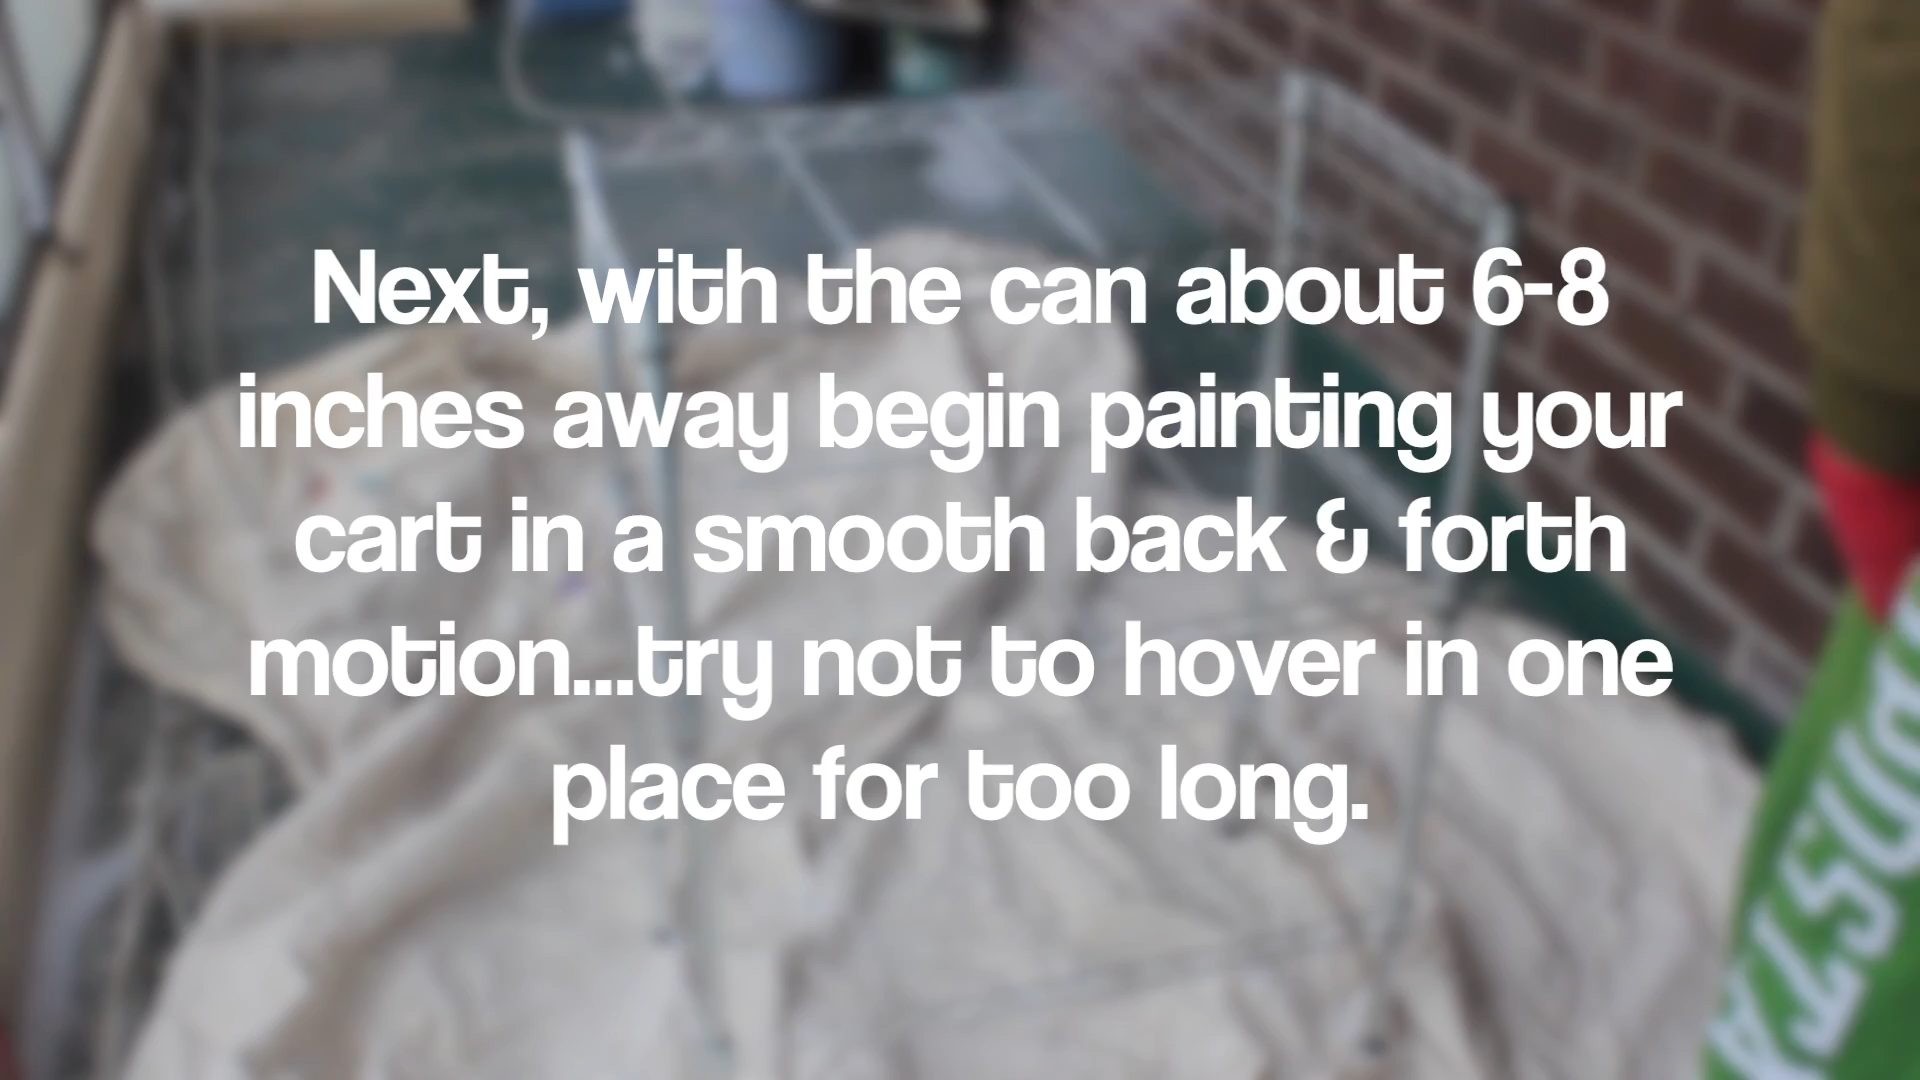 Next, with the can about 6-8
inches away begin painting your
cart in a smooth back & forth
motion...try not to hover in one
place for too long.